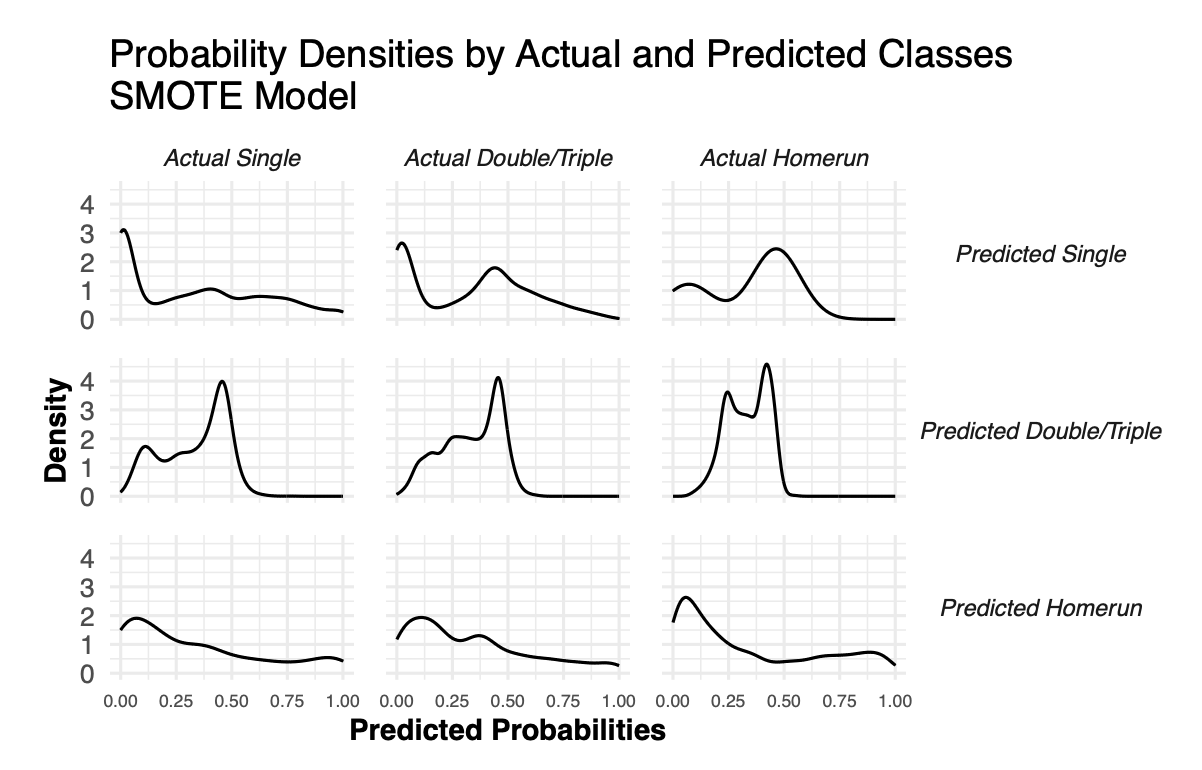 Probability Densities by Actual and Predicted Classes
SMOTE Model
Actual Single Actual Double/Triple Actual Homerun
4
3
2
1
0
Predicted Single
Density
4
3
2
1
0
Predicted Double/Triple
4
3
2
1
0
Predicted Homerun
0.00 0.25 0.50 0.75 1.00 0.00 0.25 0.50 0.75 1.00 0.00 0.25 0.50 0.75 1.00
Predicted Probabilities